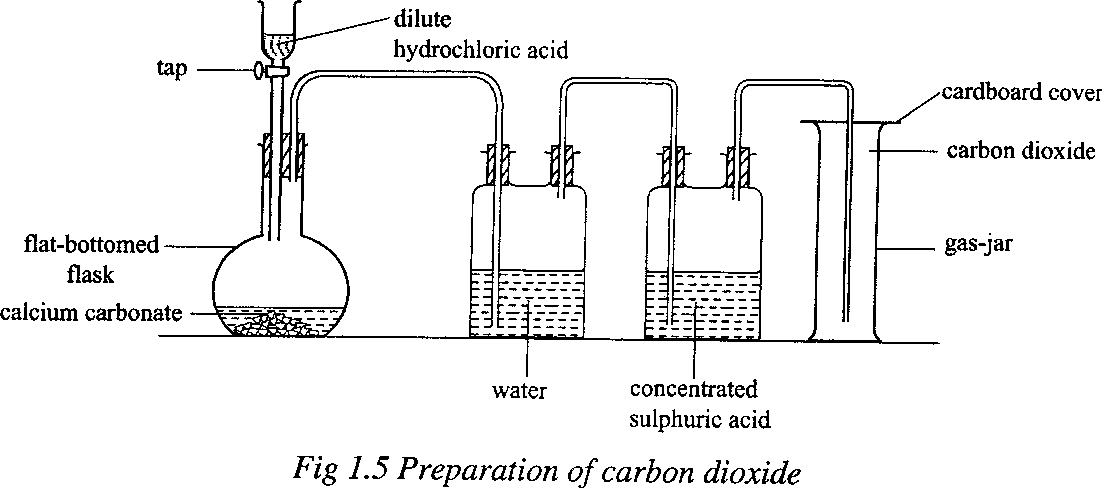 dilute
hydrochloric acid
tap
cardboard cover
carbon dioxide
flat-bottomed
flask
gas-jar
calcium carbonate
water
concentrated
sulphuric acid
Fig 1.5 Preparation of carbon dioxide